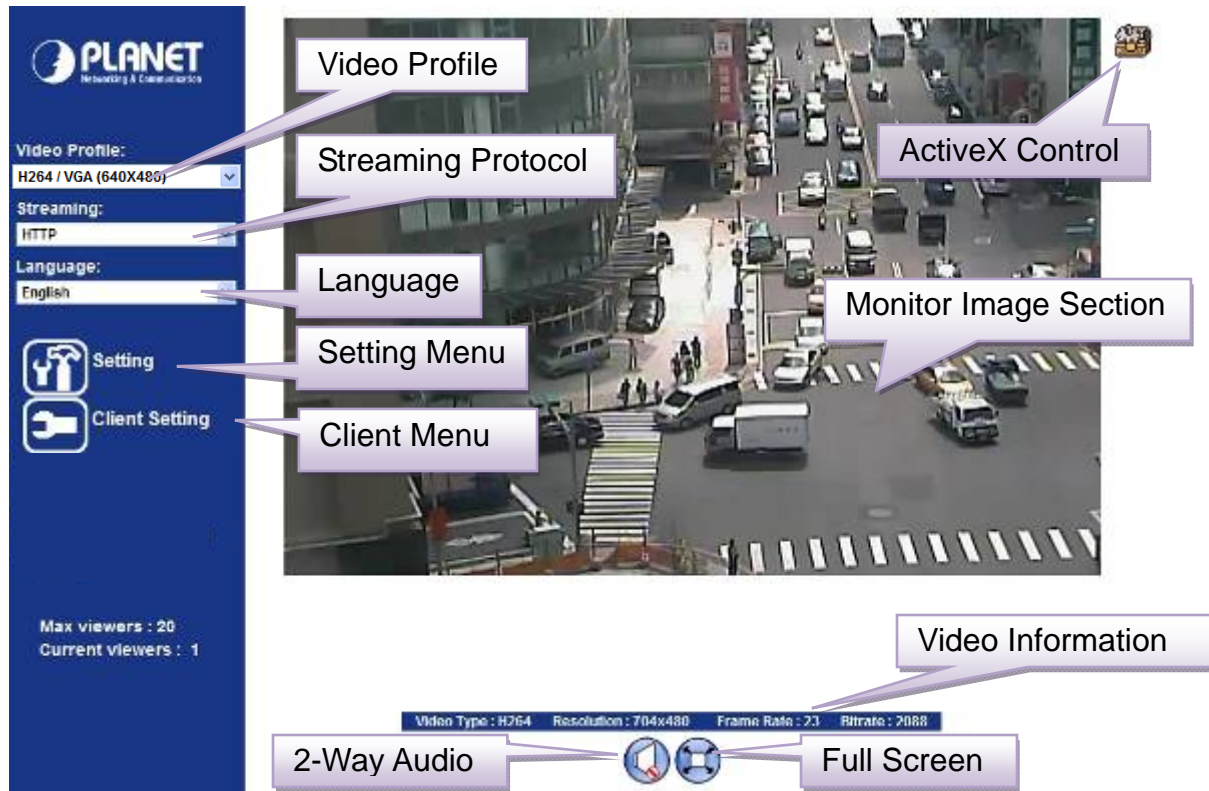 PLANET
Networking & Communication
Video Profile:
H264 / VGA (640X480)
Streaming:
HTTP
Language:
English
Setting
Client Setting
Max viewers : 20
Current viewers : 1
Video Profile
Streaming Protocol
Language
Setting Menu
Client Menu
ActiveX Control
Monitor Image Section
Video Information
Video Type : H264 Resolution : 704x480 Frame Rate : 23 Bitrate : 2088
2-Way Audio
Full Screen